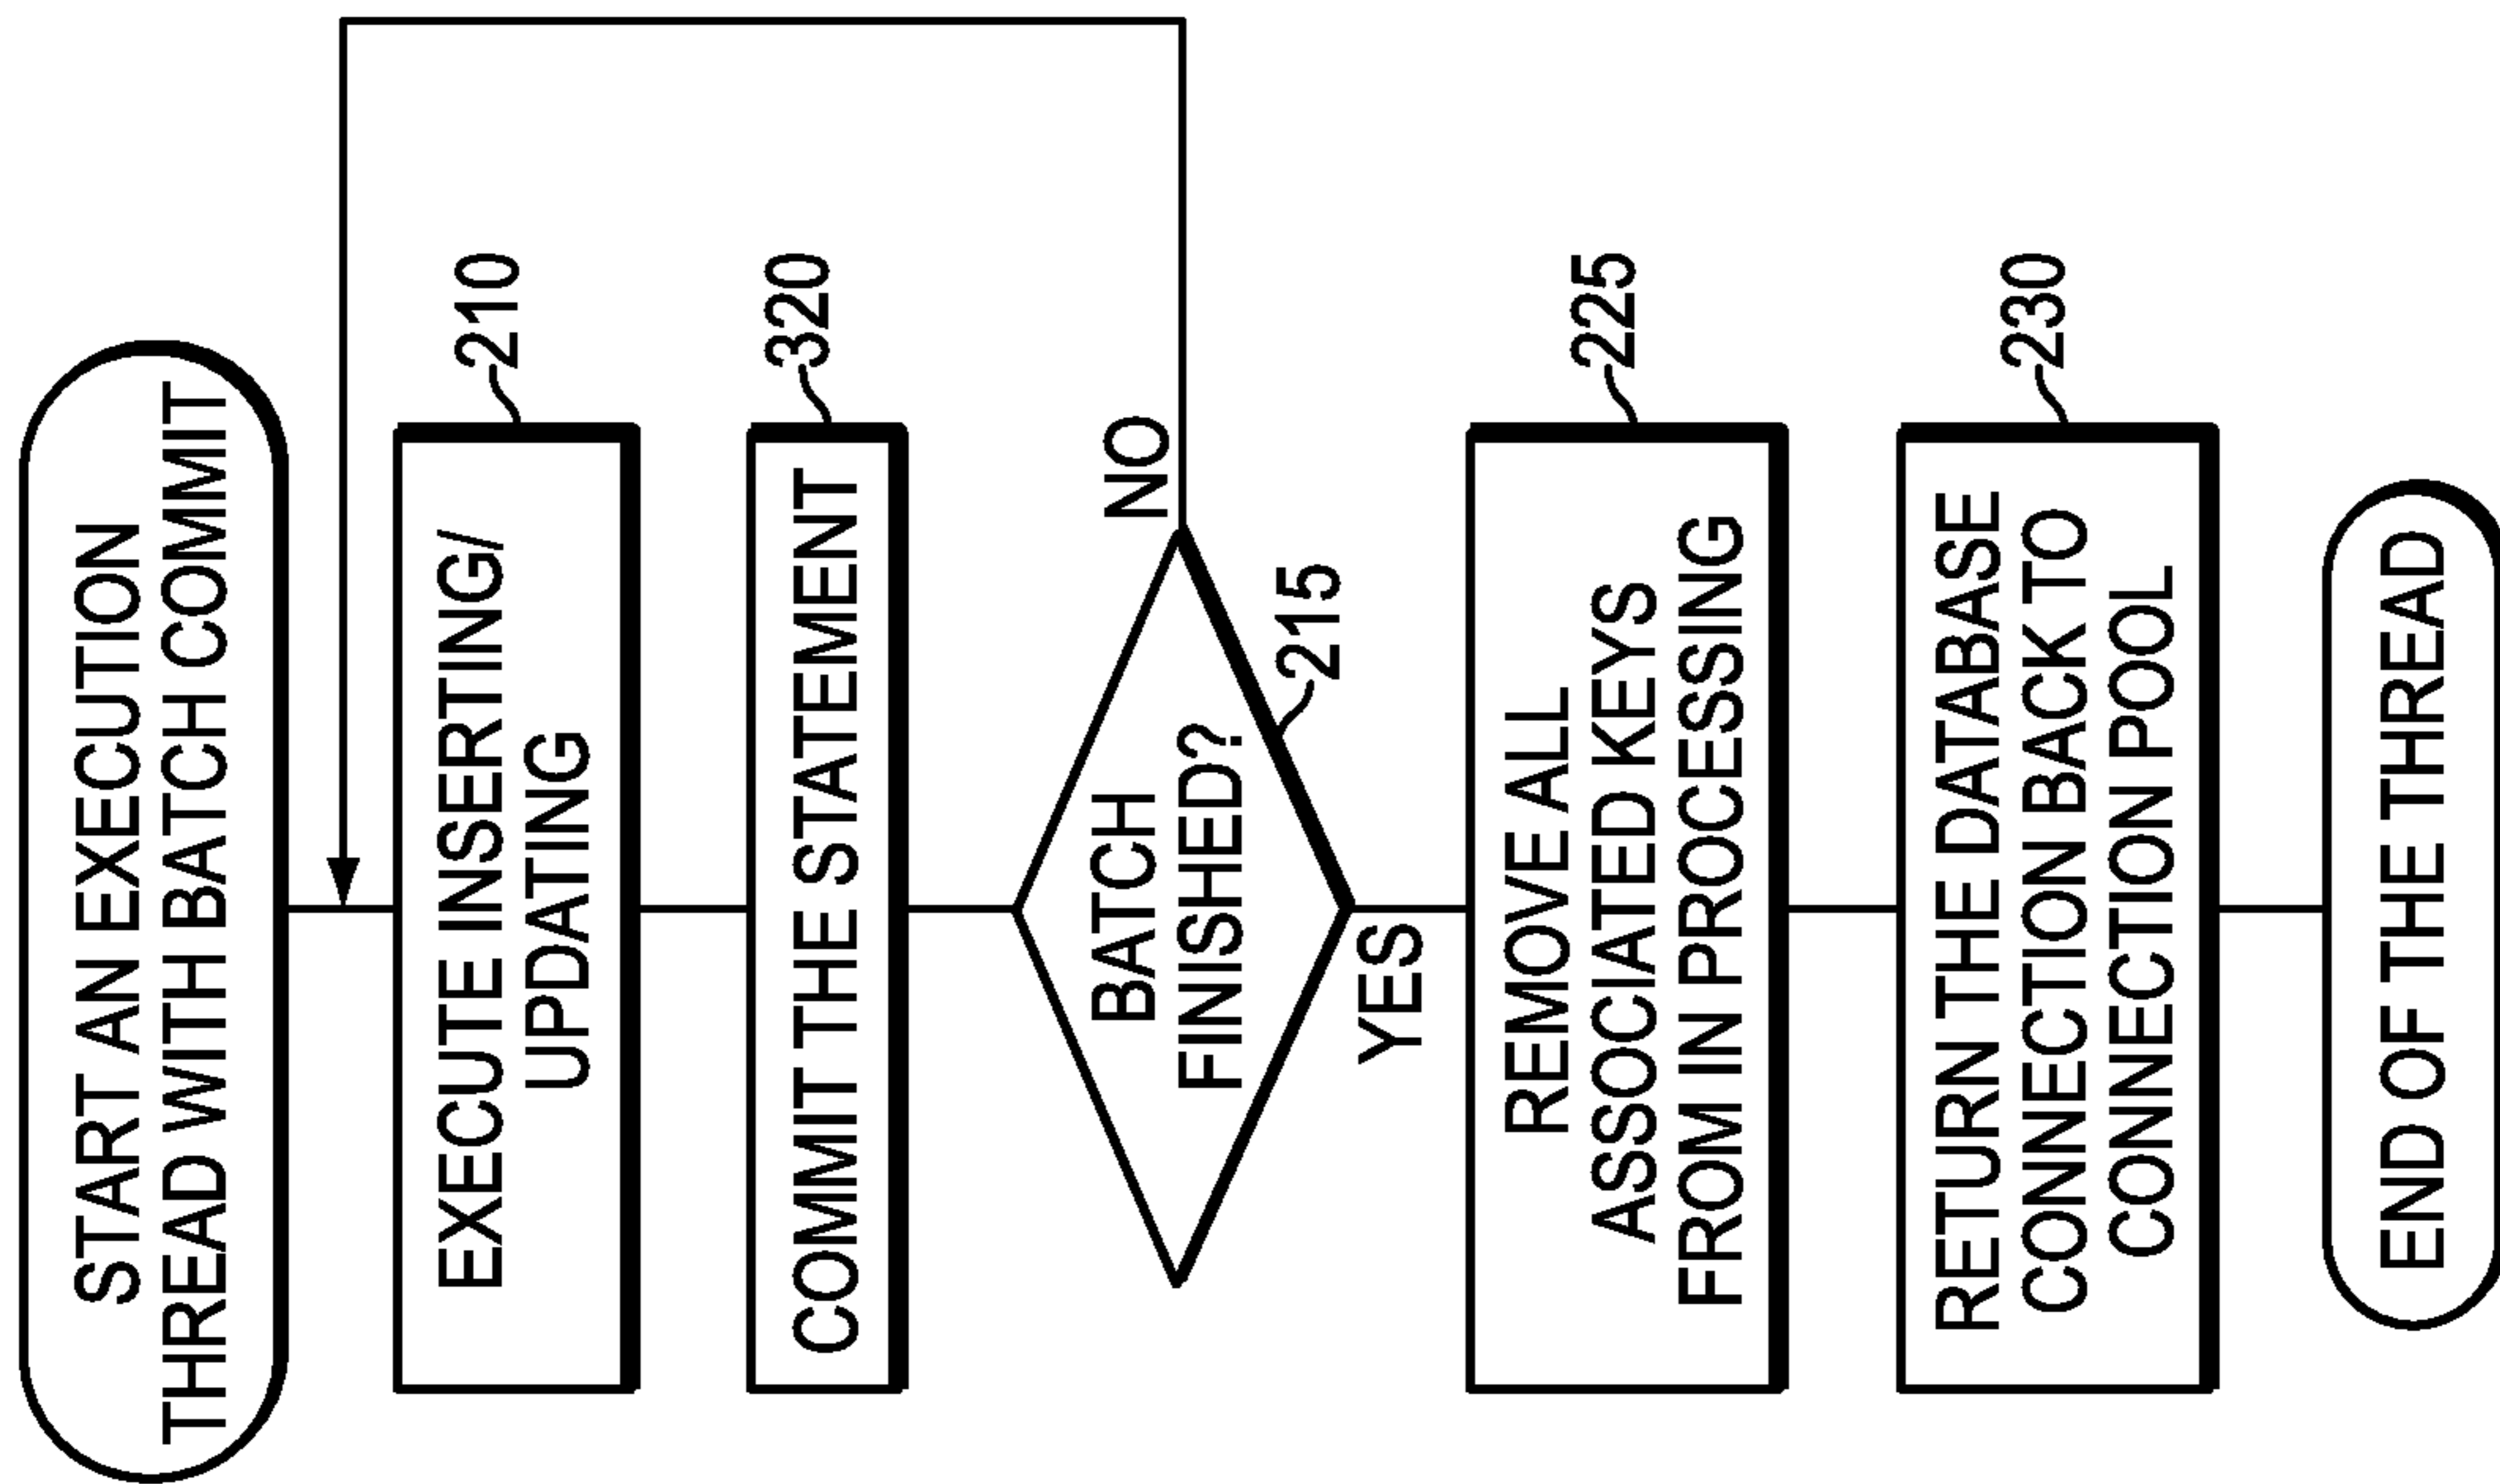 START AN EXECUTION
THREAD WITH BATCH COMMIT
EXECUTE INSERTING/
UPDATING
210
COMMIT THE STATEMENT
320
BATCH
FINISHED?
NO
215
YES
REMOVE ALL
ASSOCIATED KEYS
FROM IN PROCESSING
225
RETURN THE DATABASE
CONNECTION BACK TO
CONNECTION POOL
230
END OF THE THREAD